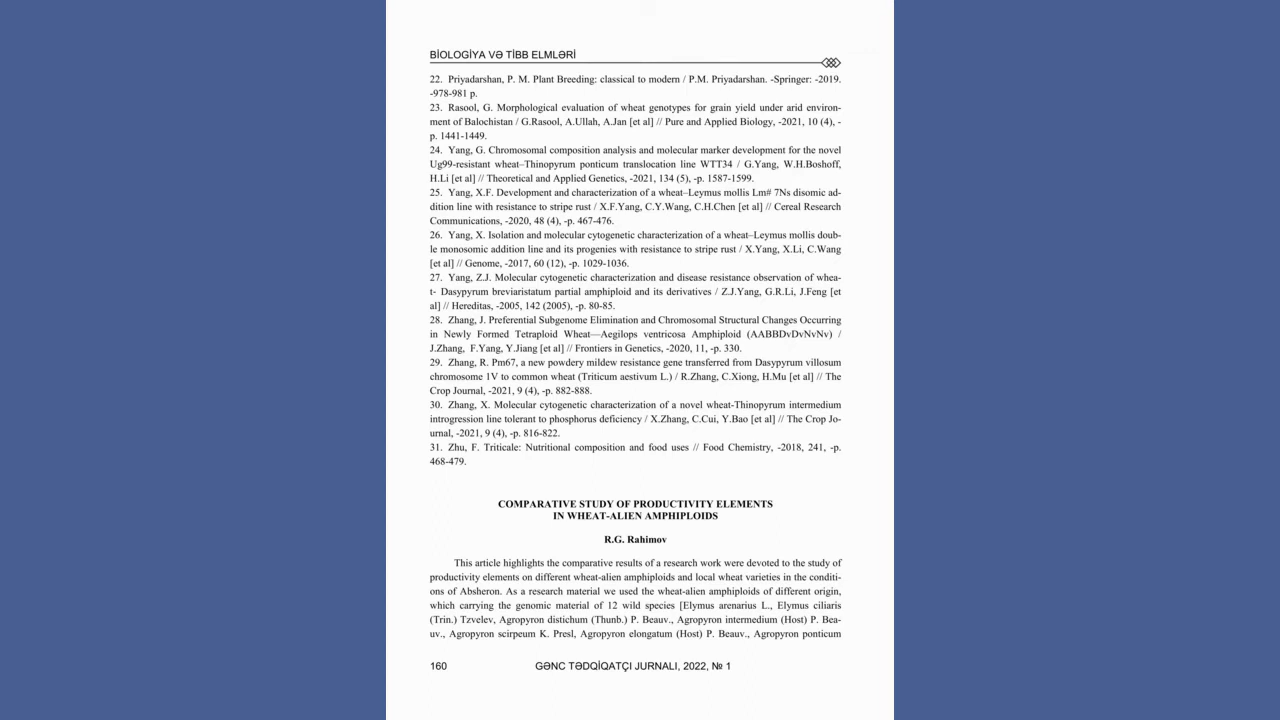 BİOLOGİYA VƏ TİBB ELMLƏRİ
22. Priyadarshan, P. M. Plant Breeding: classical to modern / P.M. Priyadarshan. -Springer: -2019.
-978-981 p.
23. Rasool, G. Morphological evaluation of wheat genotypes for grain yield under arid environ-
ment of Balochistan / G.Rasool, A.Ullah, A.Jan [et al] // Pure and Applied Biology, -2021, 10 (4), -
p. 1441-1449.
24. Yang, G. Chromosomal composition analysis and molecular marker development for the novel
Ug99-resistant wheat–Thinopyrum ponticum translocation line WTT34 / G.Yang, W.H.Boshoff,
H.Li [et al] // Theoretical and Applied Genetics, -2021, 134 (5), -p. 1587-1599.
25. Yang, X.F. Development and characterization of a wheat–Leymus mollis Lm# 7Ns disomic ad-
dition line with resistance to stripe rust / X.F.Yang, C.Y.Wang, C.H.Chen [et al] // Cereal Research
Communications, -2020, 48 (4), -p. 467-476.
26. Yang, X. Isolation and molecular cytogenetic characterization of a wheat–Leymus mollis doub-
le monosomic addition line and its progenies with resistance to stripe rust / X.Yang, X.Li, C.Wang
[et al] // Genome, -2017, 60 (12), -p. 1029-1036.
27. Yang, Z.J. Molecular cytogenetic characterization and disease resistance observation of whea-
t- Dasypyrum breviaristatum partial amphiploid and its derivatives / Z.J.Yang, G.R.Li, J.Feng [et
al] // Hereditas, -2005, 142 (2005), -p. 80-85.
28. Zhang, J. Preferential Subgenome Elimination and Chromosomal Structural Changes Occurring
in Newly Formed Tetraploid Wheat—Aegilops ventricosa Amphiploid (AABBDvDvNvNv) /
J.Zhang, F.Yang, Y.Jiang [et al] // Frontiers in Genetics, -2020, 11, -p. 330.
29. Zhang, R. Pm67, a new powdery mildew resistance gene transferred from Dasypyrum villosum
chromosome 1V to common wheat (Triticum aestivum L.) / R.Zhang, C.Xiong, H.Mu [et al] // The
Crop Journal, -2021, 9 (4), -p. 882-888.
30. Zhang, X. Molecular cytogenetic characterization of a novel wheat-Thinopyrum intermedium
introgression line tolerant to phosphorus deficiency / X.Zhang, C.Cui, Y.Bao [et al] // The Crop Jo-
urnal, -2021, 9 (4), -p. 816-822.
31. Zhu, F. Triticale: Nutritional composition and food uses // Food Chemistry, -2018, 241, -p.
468-479.
COMPARATIVE STUDY OF PRODUCTIVITY ELEMENTS
IN WHEAT-ALIEN AMPHIPLOIDS
R.G. Rahimov
This article highlights the comparative results of a research work were devoted to the study of
productivity elements on different wheat-alien amphiploids and local wheat varieties in the conditi-
ons of Absheron. As a research material we used the wheat-alien amphiploids of different origin,
which carrying the genomic material of 12 wild species [Elymus arenarius L., Elymus ciliaris
(Trin.) Tzvelev, Agropyron distichum (Thunb.) P. Beauv., Agropyron intermedium (Host) P. Bea-
uv., Agropyron scirpeum K. Presl, Agropyron elongatum (Host) P. Beauv., Agropyron ponticum
160 GƏNC TƏDQİQATÇI JURNALI, 2022, № 1